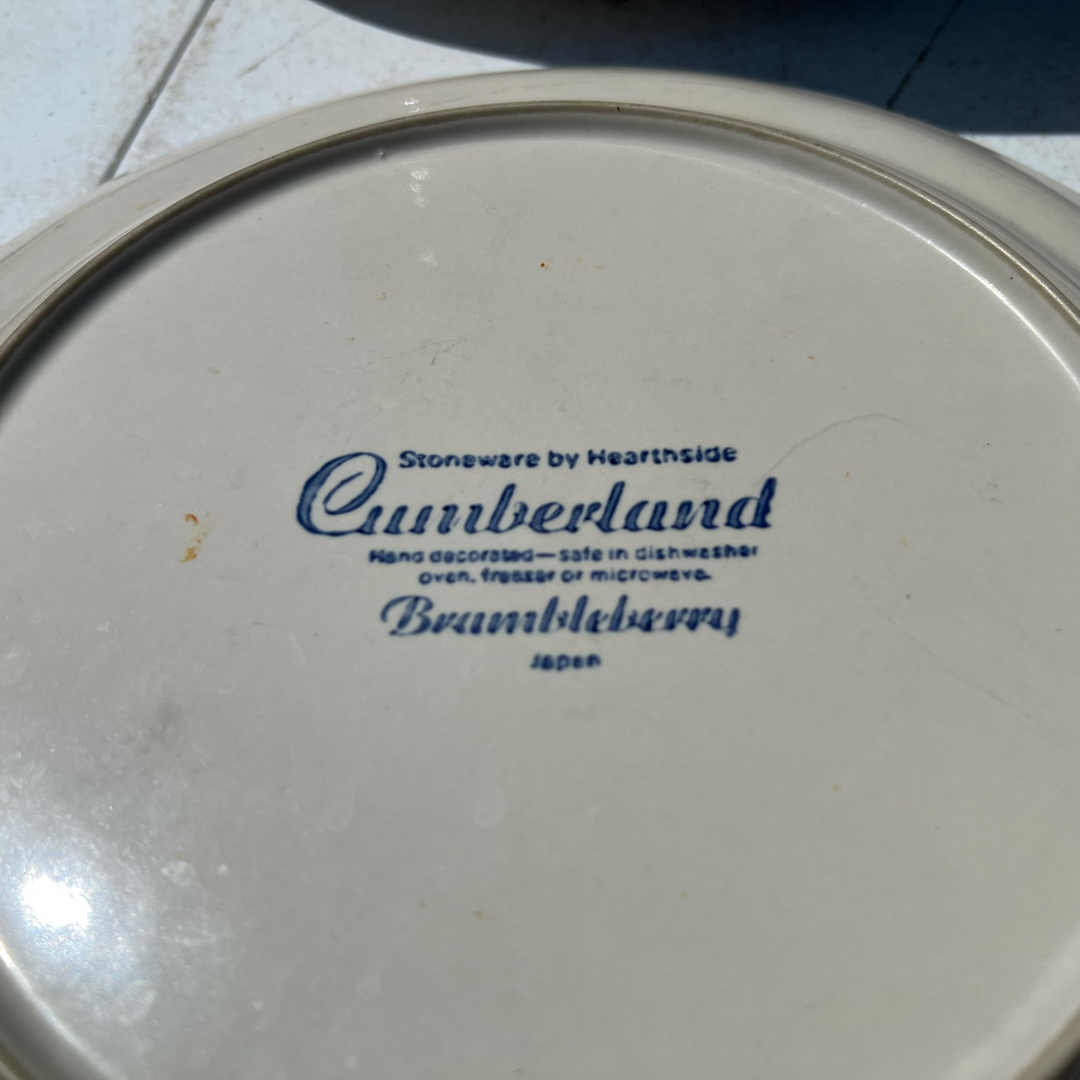 Stoneware by Hearthside
Cumberland
Hand decorated—safe in dishwasher
oven, freezer or microwave.
Brambleberry
Japan